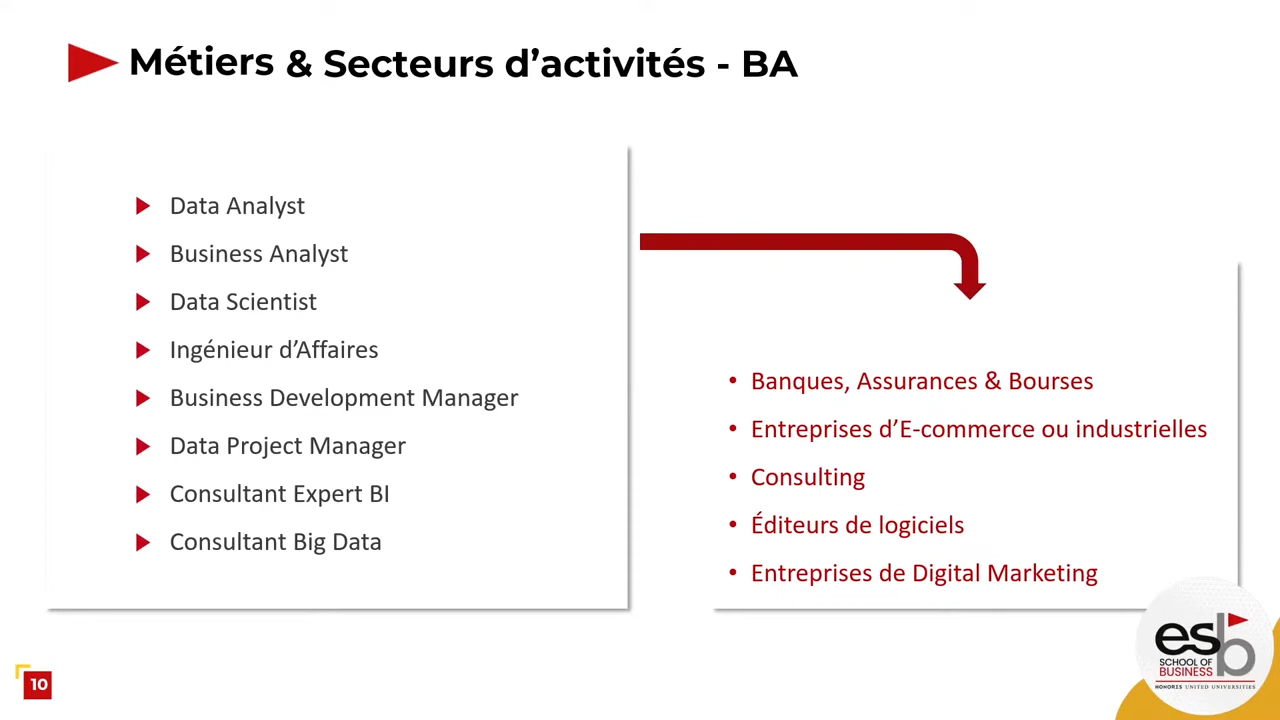 Métiers & Secteurs d’activités - BA
Data Analyst
Business Analyst
Data Scientist
Ingénieur d’Affaires
Business Development Manager
Data Project Manager
Consultant Expert BI
Consultant Big Data
• Banques, Assurances & Bourses
• Entreprises d’E-commerce ou industrielles
• Consulting
• Éditeurs de logiciels
• Entreprises de Digital Marketing
esb
SCHOOL OF
BUSINESS
HONORIS UNITED UNIVERSITIES
10